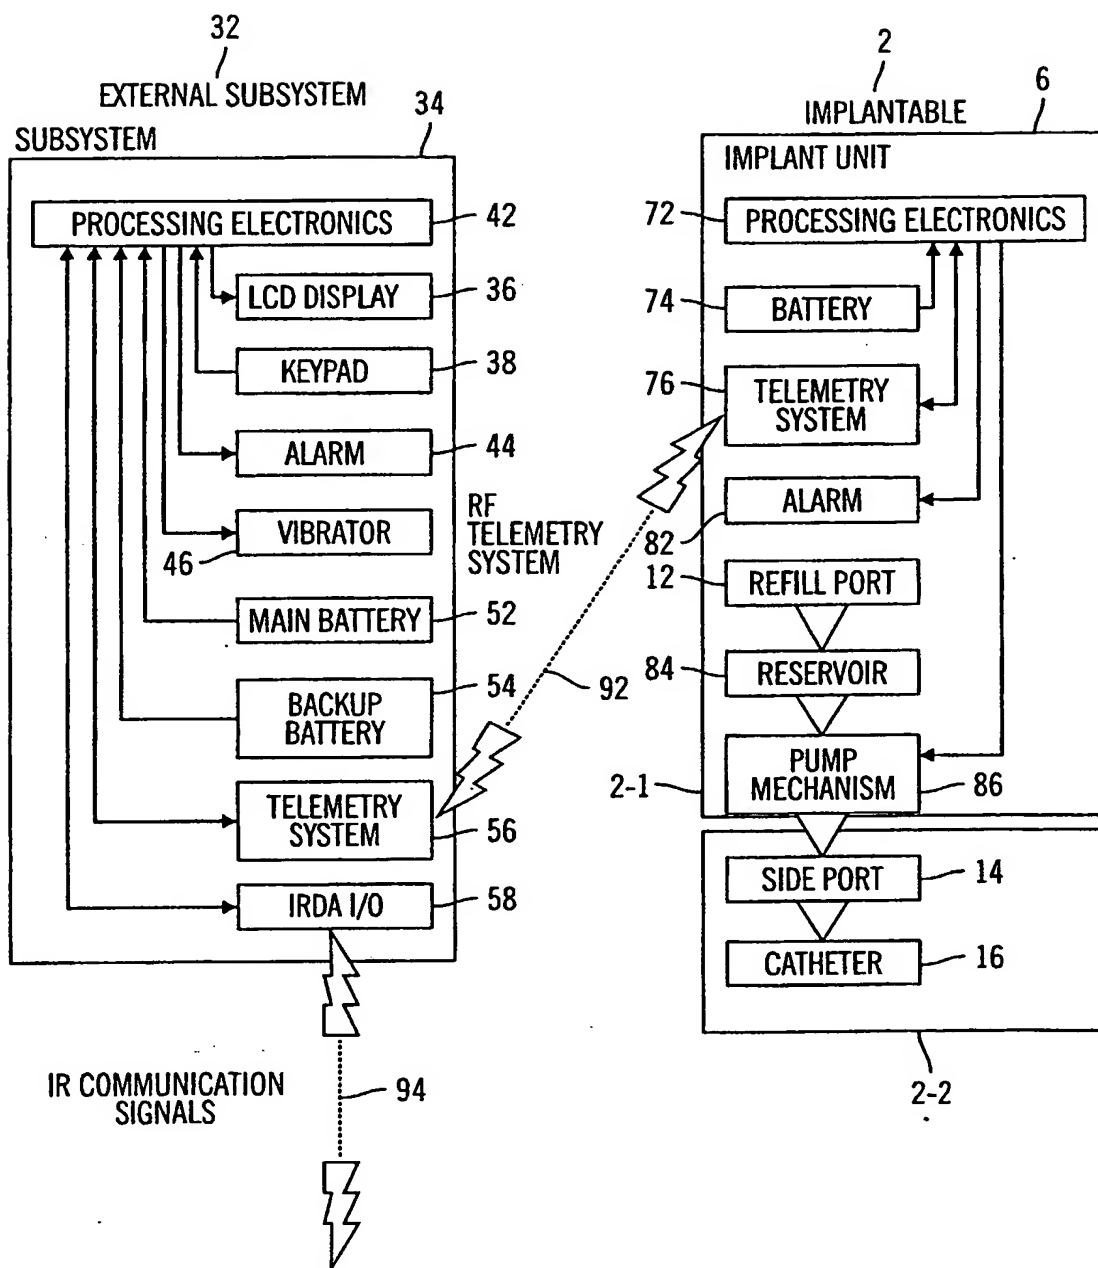 32
EXTERNAL SUBSYSTEM
34
SUBSYSTEM
PROCESSING ELECTRONICS
42
LCD DISPLAY
36
KEYPAD
38
ALARM
44
VIBRATOR
46
MAIN BATTERY
52
BACKUP
BATTERY
54
TELEMETRY
SYSTEM
56
IRDA I/O
58
RF
TELEMETRY
SYSTEM
92
IR COMMUNICATION
SIGNALS
94
2
IMPLANTABLE
6
IMPLANT UNIT
72
PROCESSING ELECTRONICS
74
BATTERY
76
TELEMETRY
SYSTEM
ALARM
82
12
REFILL PORT
84
RESERVOIR
2-1
PUMP
MECHANISM
86
SIDE PORT
14
CATHETER
16
2-2